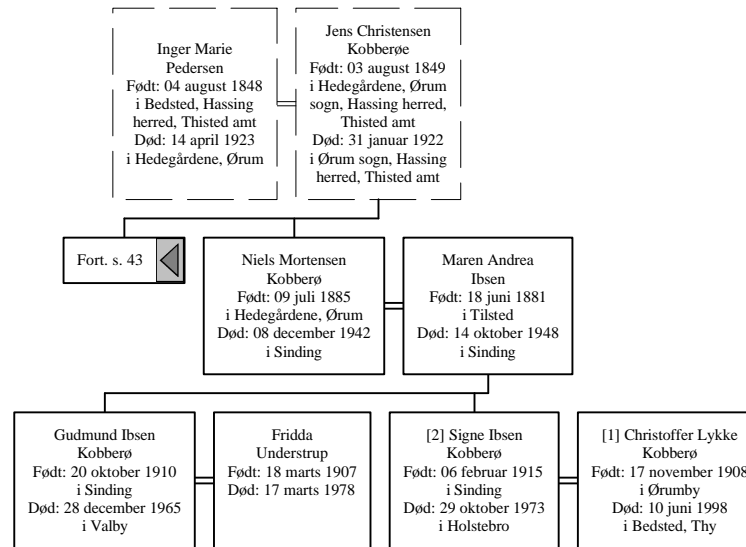 Inger Marie
Pedersen
Født: 04 august 1848
i Bedsted, Hassing
herred, Thisted amt
Død: 14 april 1923
i Hedegårdene, Ørum
Jens Christensen
Kobberøe
Født: 03 august 1849
i Hedegårdene, Ørum
sogn, Hassing herred,
Thisted amt
Død: 31 januar 1922
i Ørum sogn, Hassing
herred, Thisted amt
Fort. s. 43
Niels Mortensen
Kobberø
Født: 09 juli 1885
i Hedegårdene, Ørum
Død: 08 december 1942
i Sinding
Maren Andrea
Ibsen
Født: 18 juni 1881
i Tilsted
Død: 14 oktober 1948
i Sinding
Gudmund Ibsen
Kobberø
Født: 20 oktober 1910
i Sinding
Død: 28 december 1965
i Valby
Fridda
Understrup
Født: 18 marts 1907
Død: 17 marts 1978
[2] Signe Ibsen
Kobberø
Født: 06 februar 1915
i Sinding
Død: 29 oktober 1973
i Holstebro
[1] Christoffer Lykke
Kobberø
Født: 17 november 1908
i Ørumby
Død: 10 juni 1998
i Bedsted, Thy